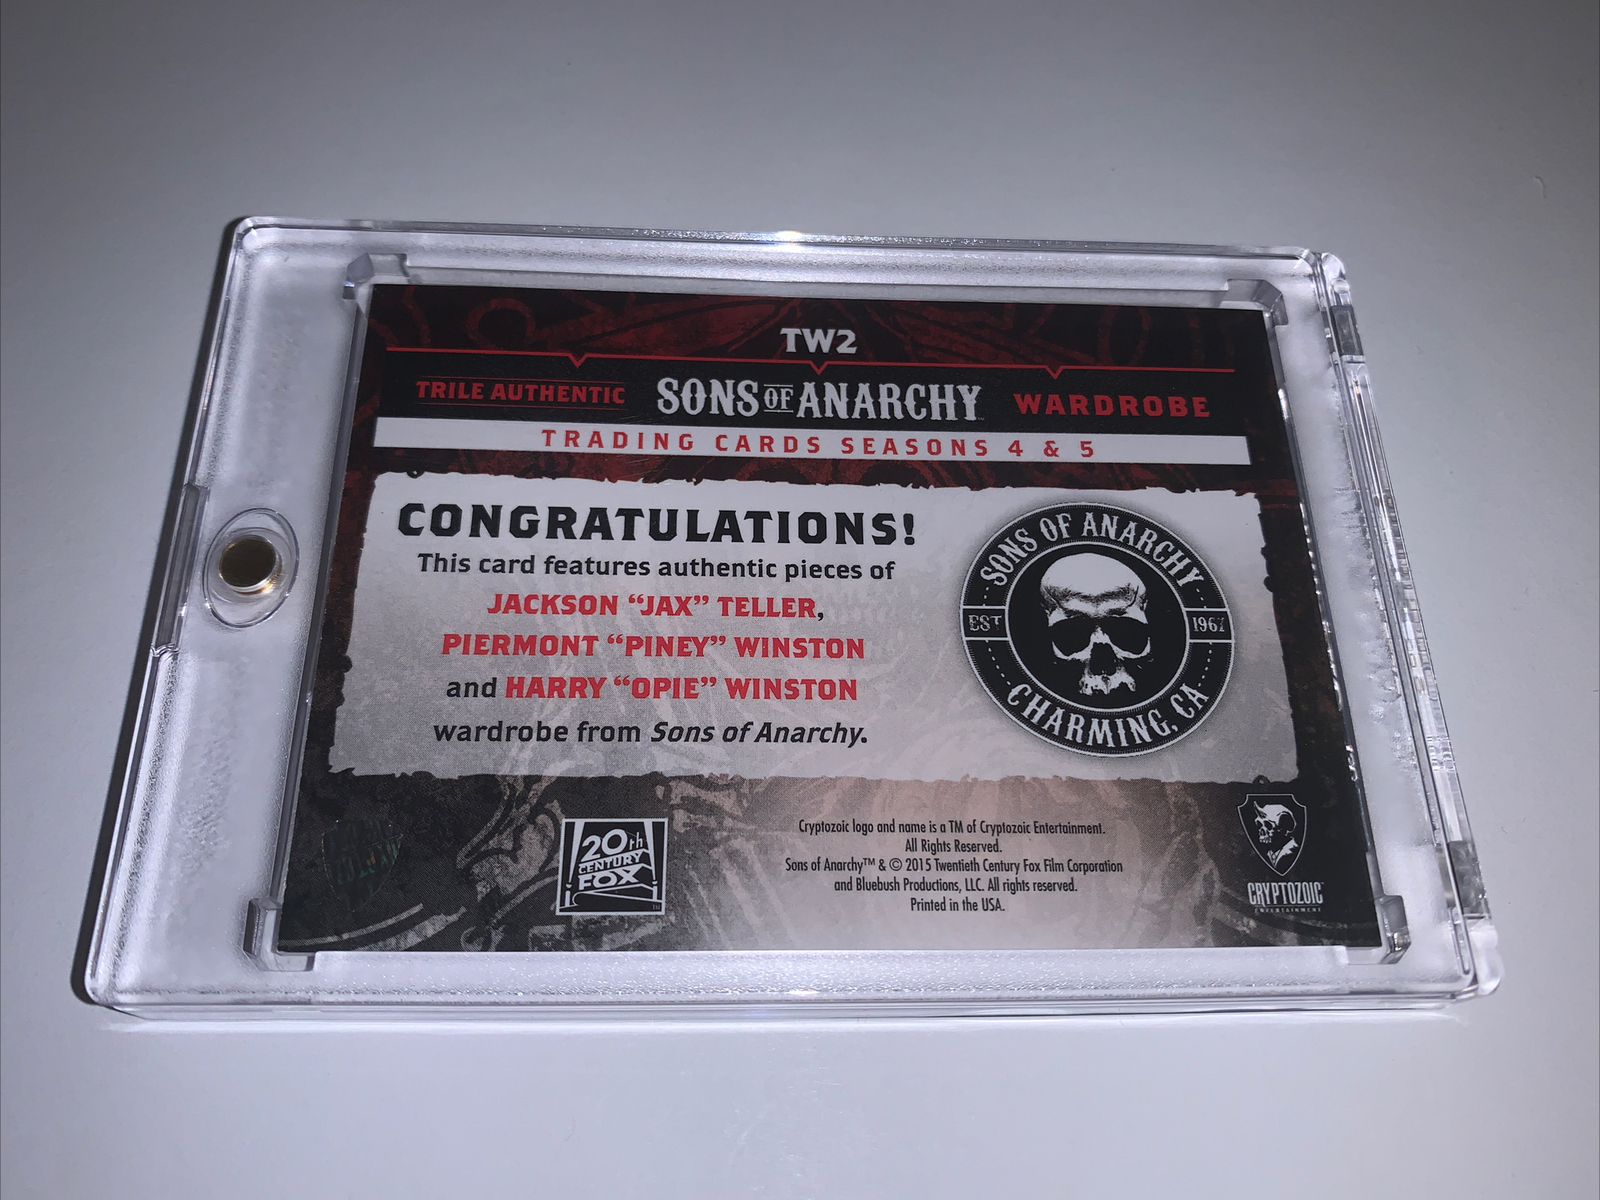 TW2
TRILE AUTHENTIC SONS OF ANARCHY WARDROBE
TRADING CARDS SEASONS 4 & 5
CONGRATULATIONS!
This card features authentic pieces of
JACKSON “JAX” TELLER,
PIERMONT “PINEY” WINSTON
and HARRY “OPIE” WINSTON
wardrobe from Sons of Anarchy.
SONS OF ANARCHY
EST 1967
CHARMING, CA
20th
CENTURY
FOX
Cryptozoic logo and name is a TM of Cryptozoic Entertainment.
All Rights Reserved.
Sons of Anarchy™ & © 2015 Twentieth Century Fox Film Corporation
and Bluebush Productions, LLC. All rights reserved.
Printed in the USA.
CRYPTOZOIC
ENTERTAINMENT